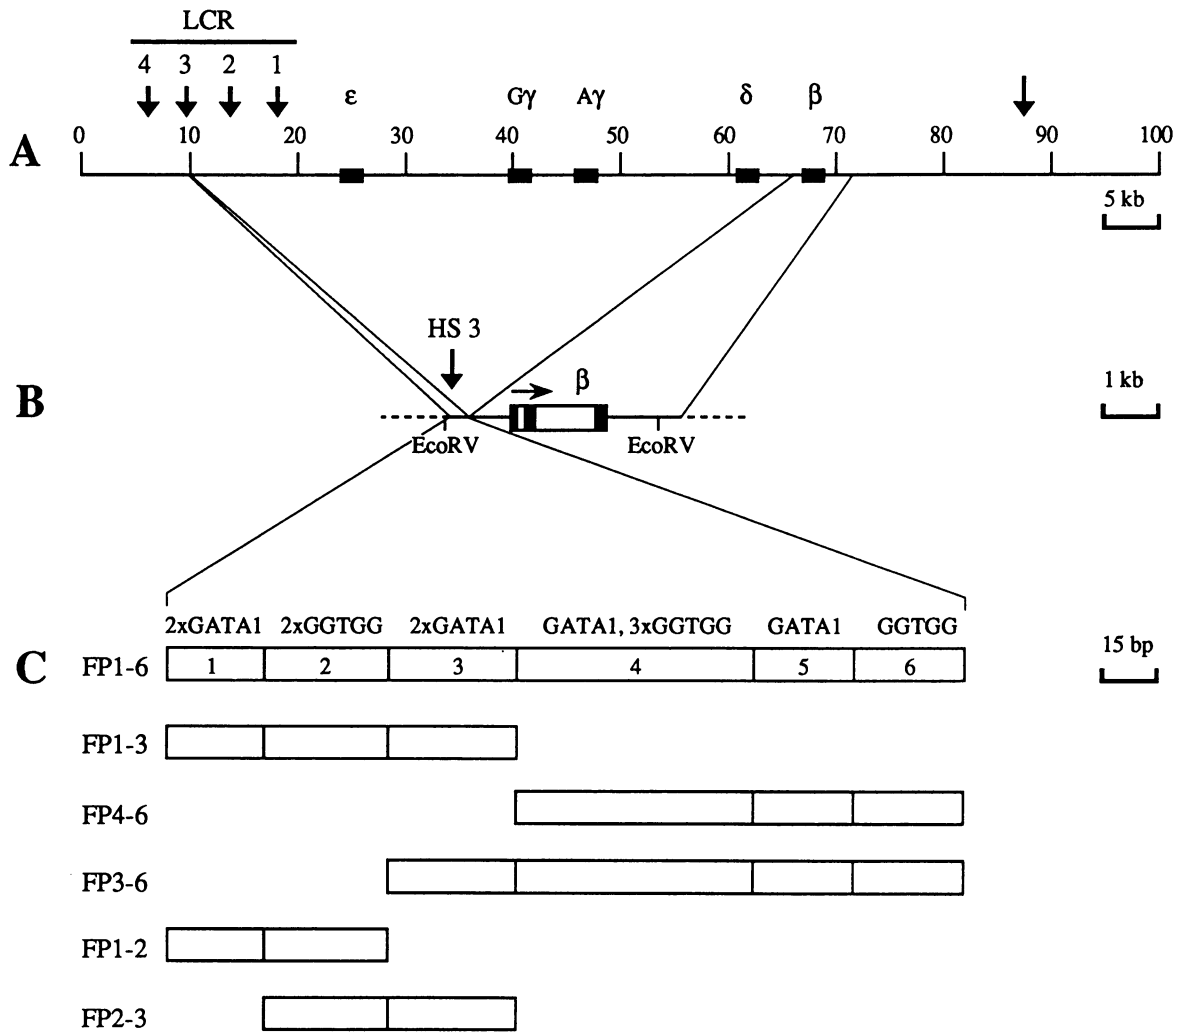 LCR
4 3 2 1
ε Gγ Aγ δ β
A 0 10 20 30 40 50 60 70 80 90 100
5 kb
HS 3
B β 1 kb
EcoRV EcoRV
2xGATA1 2xGGTGG 2xGATA1 GATA1, 3xGGTGG GATA1 GGTGG
C FP1-6 1 2 3 4 5 6 15 bp
FP1-3
FP4-6
FP3-6
FP1-2
FP2-3